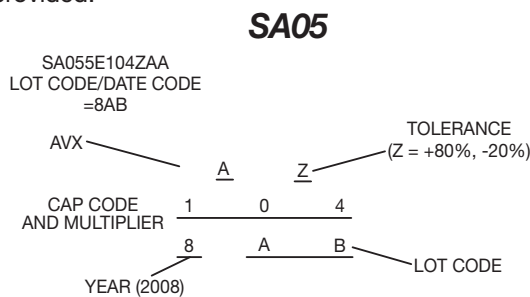 provided.
SA05
SA055E104ZAA
LOT CODE/DATE CODE
=8AB
AVX
TOLERANCE
(Z = +80%, -20%)
A Z
CAP CODE
AND MULTIPLIER
1 0 4
8 A B
LOT CODE
YEAR (2008)